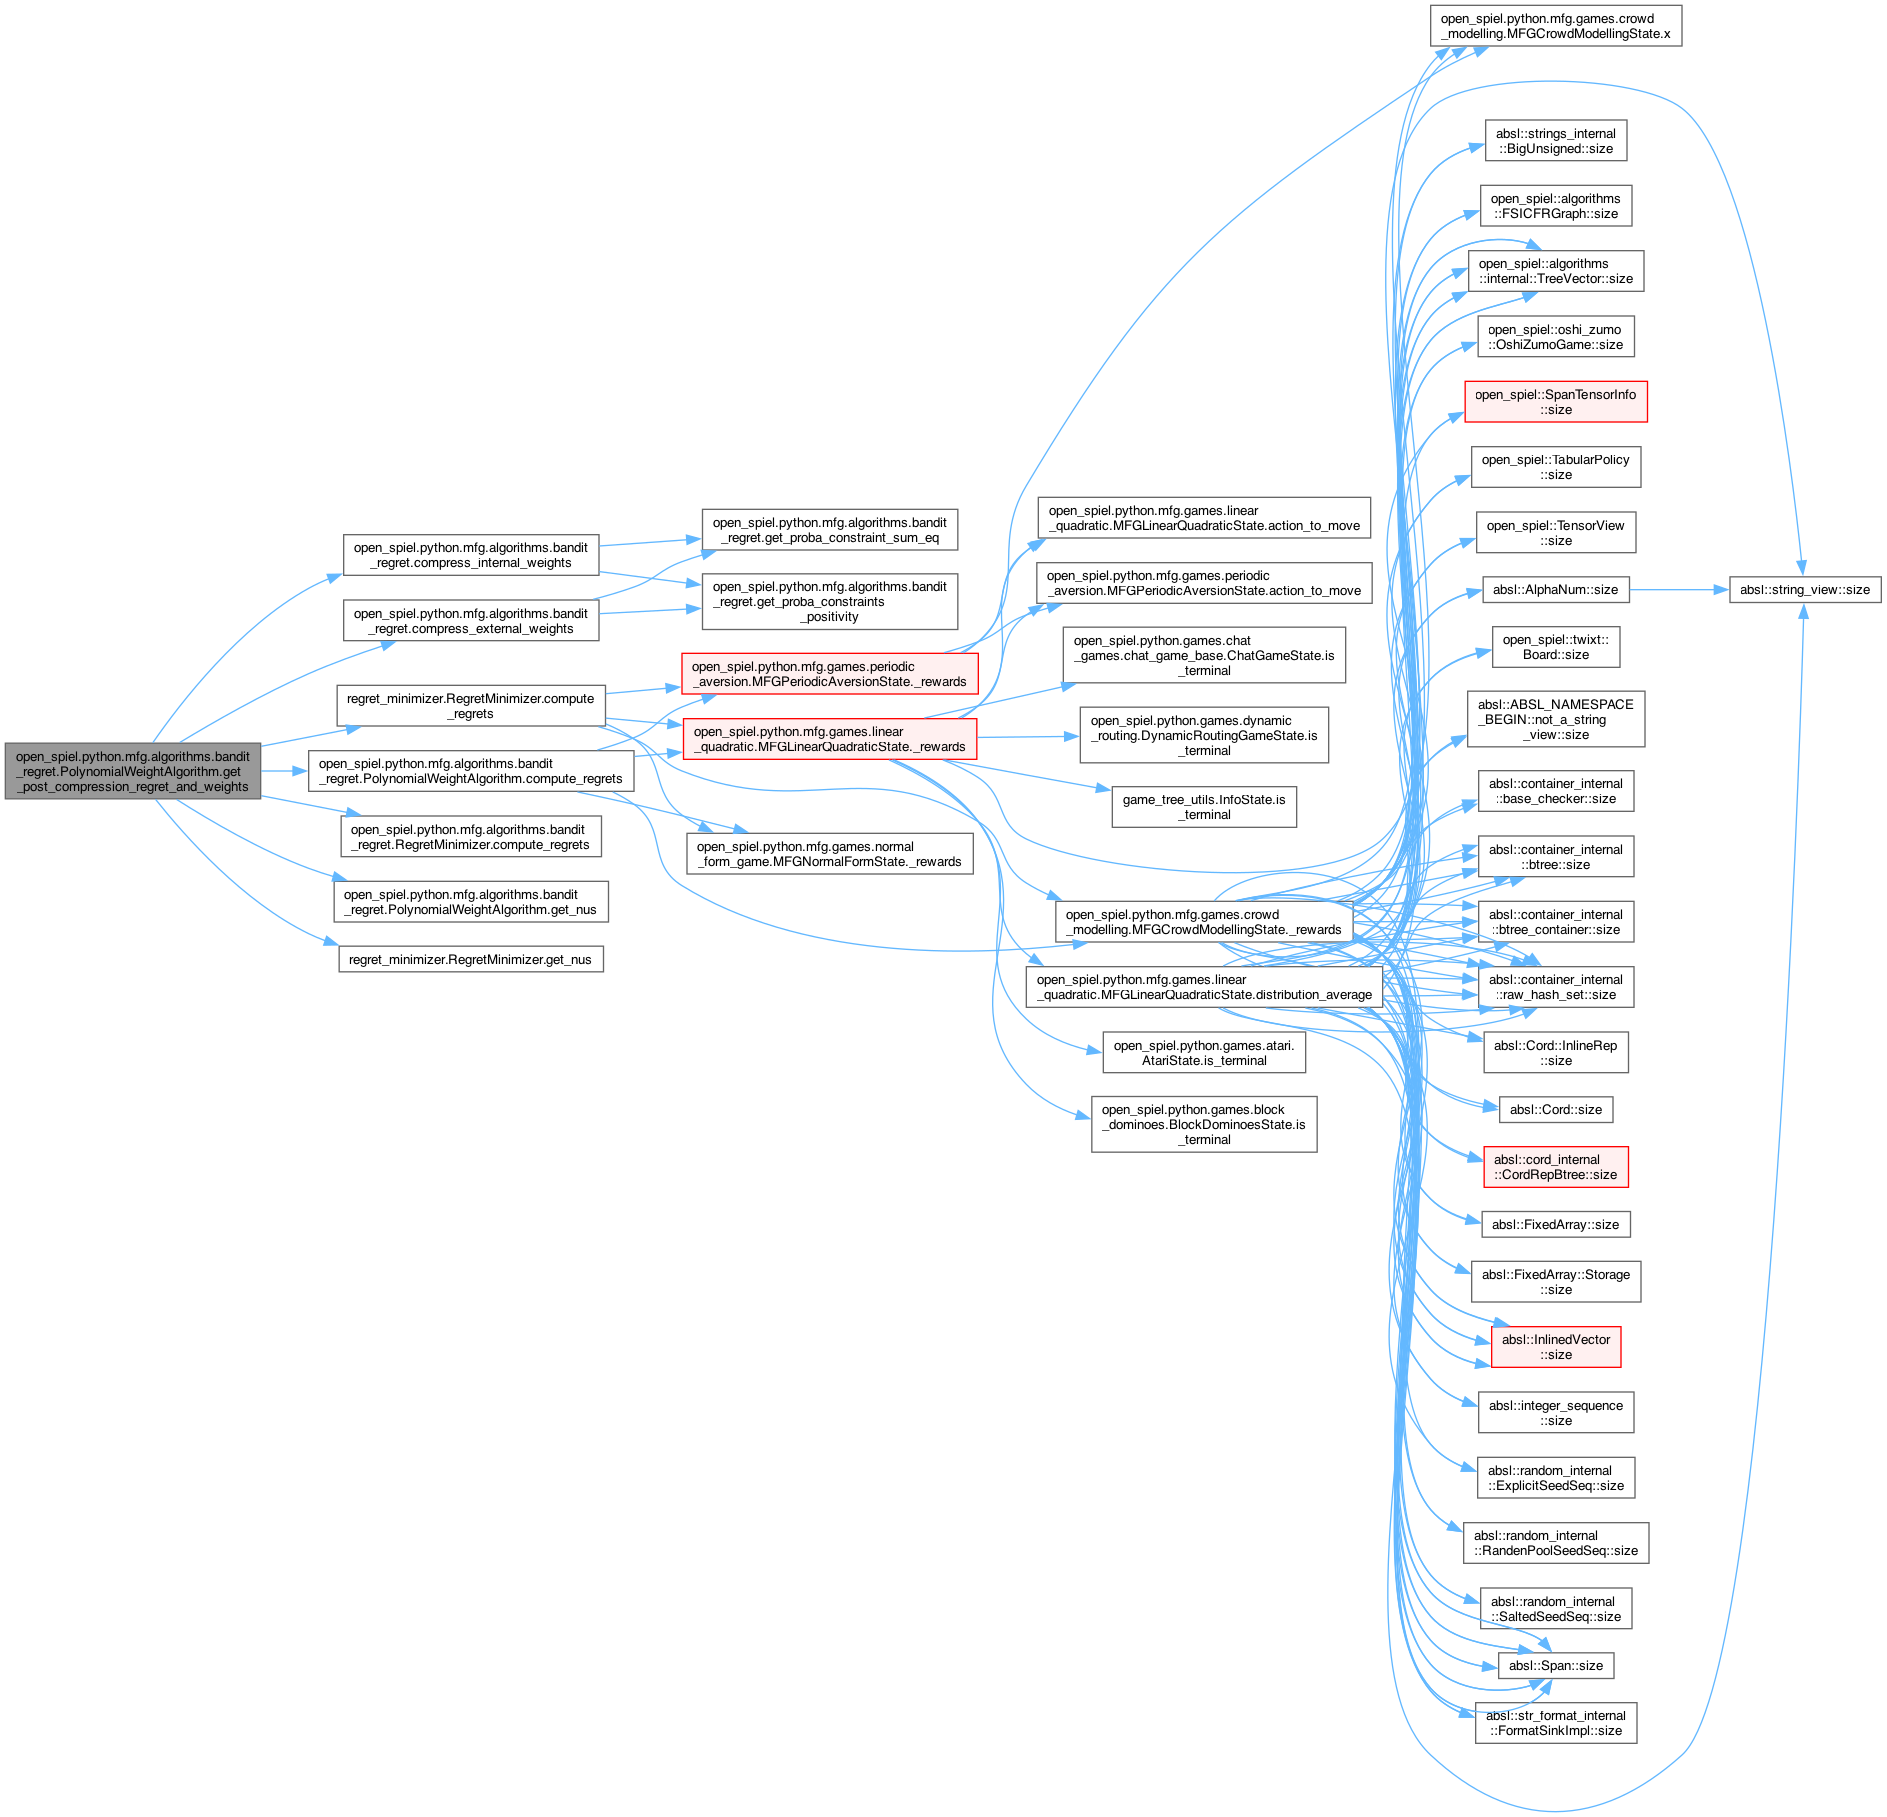 open_spiel.python.mfg.algorithms.bandit
_regret.PolynomialWeightAlgorithm.get
_post_compression_regret_and_weights
open_spiel.python.mfg.algorithms.bandit
_regret.compress_internal_weights
open_spiel.python.mfg.algorithms.bandit
_regret.compress_external_weights
regret_minimizer.RegretMinimizer.compute
_regrets
open_spiel.python.mfg.algorithms.bandit
_regret.PolynomialWeightAlgorithm.compute_regrets
open_spiel.python.mfg.algorithms.bandit
_regret.RegretMinimizer.compute_regrets
open_spiel.python.mfg.algorithms.bandit
_regret.PolynomialWeightAlgorithm.get_nus
regret_minimizer.RegretMinimizer.get_nus
open_spiel.python.mfg.algorithms.bandit
_regret.get_proba_constraint_sum_eq
open_spiel.python.mfg.algorithms.bandit
_regret.get_proba_constraints
_positivity
open_spiel.python.mfg.games.periodic
_aversion.MFGPeriodicAversionState._rewards
open_spiel.python.mfg.games.linear
_quadratic.MFGLinearQuadraticState._rewards
open_spiel.python.mfg.games.normal
_form_game.MFGNormalFormState._rewards
open_spiel.python.mfg.games.linear
_quadratic.MFGLinearQuadraticState.action_to_move
open_spiel.python.mfg.games.periodic
_aversion.MFGPeriodicAversionState.action_to_move
open_spiel.python.games.chat
_games.chat_game_base.ChatGameState.is
_terminal
open_spiel.python.games.dynamic
_routing.DynamicRoutingGameState.is
_terminal
game_tree_utils.InfoState.is
_terminal
open_spiel.python.mfg.games.crowd
_modelling.MFGCrowdModellingState._rewards
open_spiel.python.mfg.games.linear
_quadratic.MFGLinearQuadraticState.distribution_average
open_spiel.python.games.atari.
AtariState.is_terminal
open_spiel.python.games.block
_dominoes.BlockDominoesState.is
_terminal
open_spiel.python.mfg.games.crowd
_modelling.MFGCrowdModellingState.x
absl::strings_internal
::BigUnsigned::size
open_spiel::algorithms
::FSICFRGraph::size
open_spiel::algorithms
::internal::TreeVector::size
open_spiel::oshi_zumo
::OshiZumoGame::size
open_spiel::SpanTensorInfo
::size
open_spiel::TabularPolicy
::size
open_spiel::TensorView
::size
absl::AlphaNum::size
open_spiel::twixt::
Board::size
absl::ABSL_NAMESPACE
_BEGIN::not_a_string
_view::size
absl::container_internal
::base_checker::size
absl::container_internal
::btree::size
absl::container_internal
::btree_container::size
absl::container_internal
::raw_hash_set::size
absl::Cord::InlineRep
::size
absl::Cord::size
absl::cord_internal
::CordRepBtree::size
absl::FixedArray::size
absl::FixedArray::Storage
::size
absl::InlinedVector
::size
absl::integer_sequence
::size
absl::random_internal
::ExplicitSeedSeq::size
absl::random_internal
::RandenPoolSeedSeq::size
absl::random_internal
::SaltedSeedSeq::size
absl::Span::size
absl::str_format_internal
::FormatSinkImpl::size
absl::string_view::size